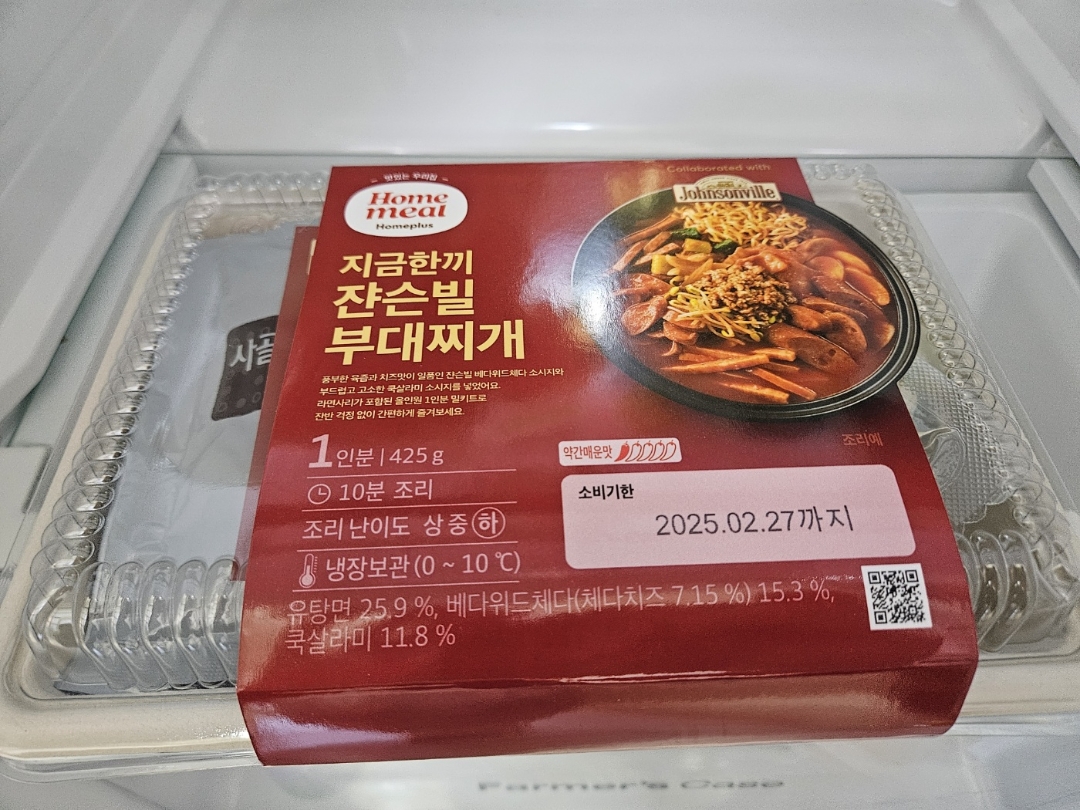 맛있는 우리집
Home
meal
Homeplus
Collaborated with
Johnsonville
지금한끼
쟌슨빌
부대찌개
풍부한 육즙과 치즈맛이 일품인 쟌슨빌 베다위드체다 소시지와
부드럽고 고소한 쿡살라미 소시지를 넣었어요.
라면사리가 포함된 올인원 1인분 밀키트로
잔반 걱정 없이 간편하게 즐겨보세요.
사골
1인분 | 425 g
10분 조리
조리 난이도 상 중 하
냉장보관 (0 ~ 10 ℃)
유탕면 25.9 %, 베다위드체다(체다치즈 7.15 %) 15.3 %,
쿡살라미 11.8 %
조리예
약간매운맛
소비기한
2025.02.27까지
Farmer's Case